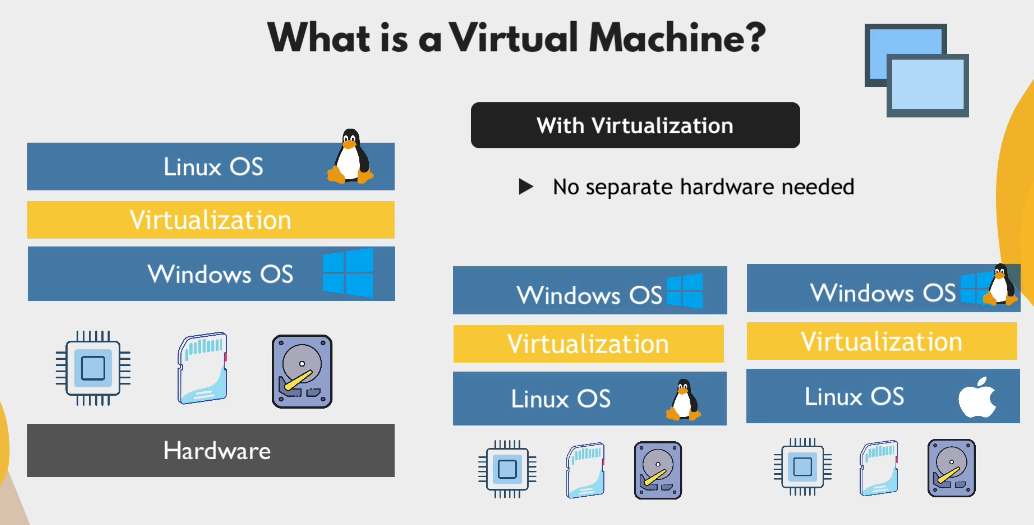 What is a Virtual Machine?
With Virtualization
No separate hardware needed
Linux OS
Virtualization
Windows OS
Hardware
Windows OS
Virtualization
Linux OS
Windows OS
Virtualization
Linux OS